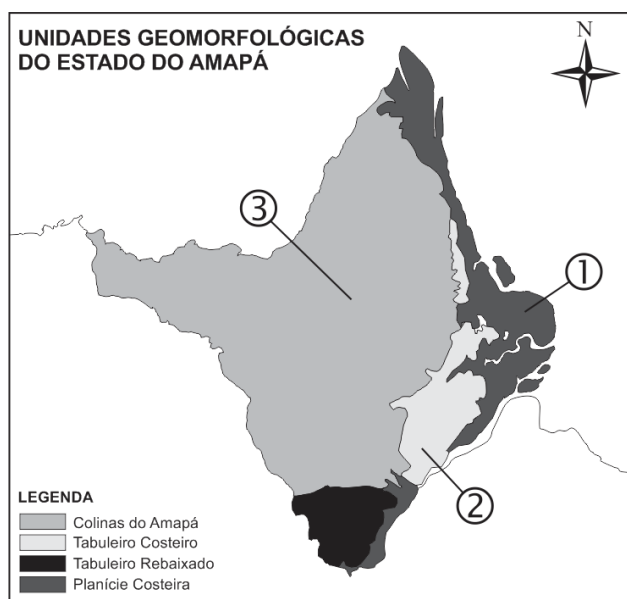 UNIDADES GEOMORFOLÓGICAS
DO ESTADO DO AMAPÁ
N
3
1
2
LEGENDA
Colinas do Amapá
Tabuleiro Costeiro
Tabuleiro Rebaixado
Planície Costeira